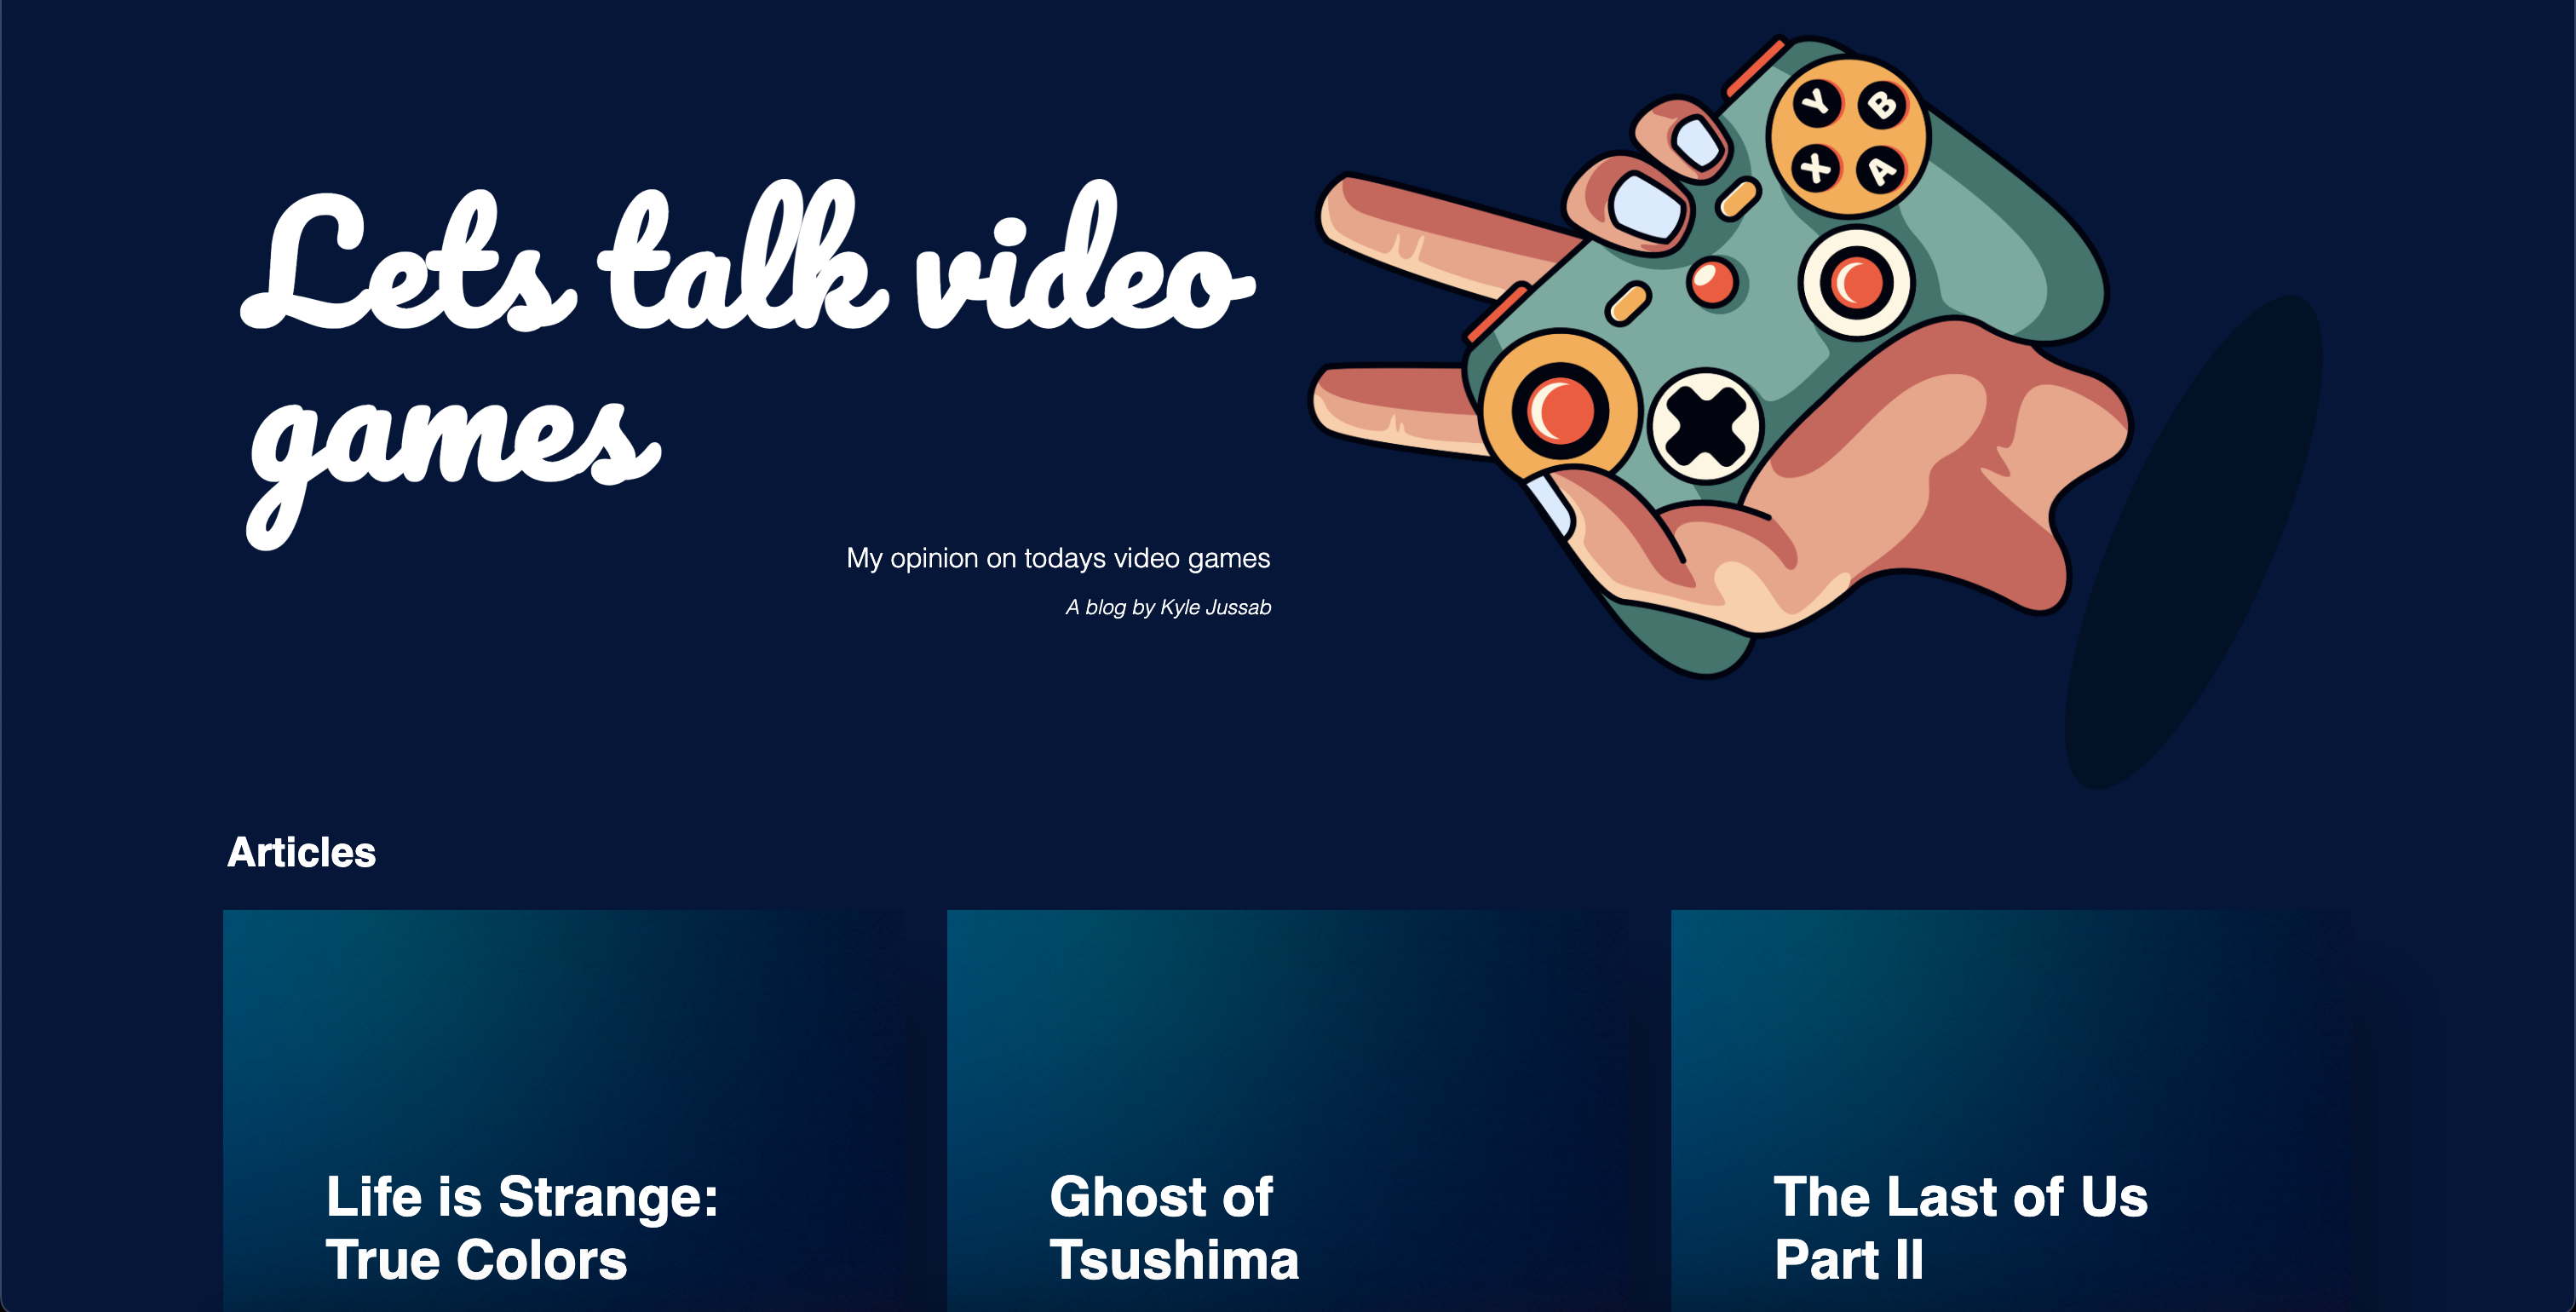 Lets talk video
games
Y B
X A
My opinion on todays video games
A blog by Kyle Jussab
Articles
Life is Strange:
True Colors
Ghost of
Tsushima
The Last of Us
Part II